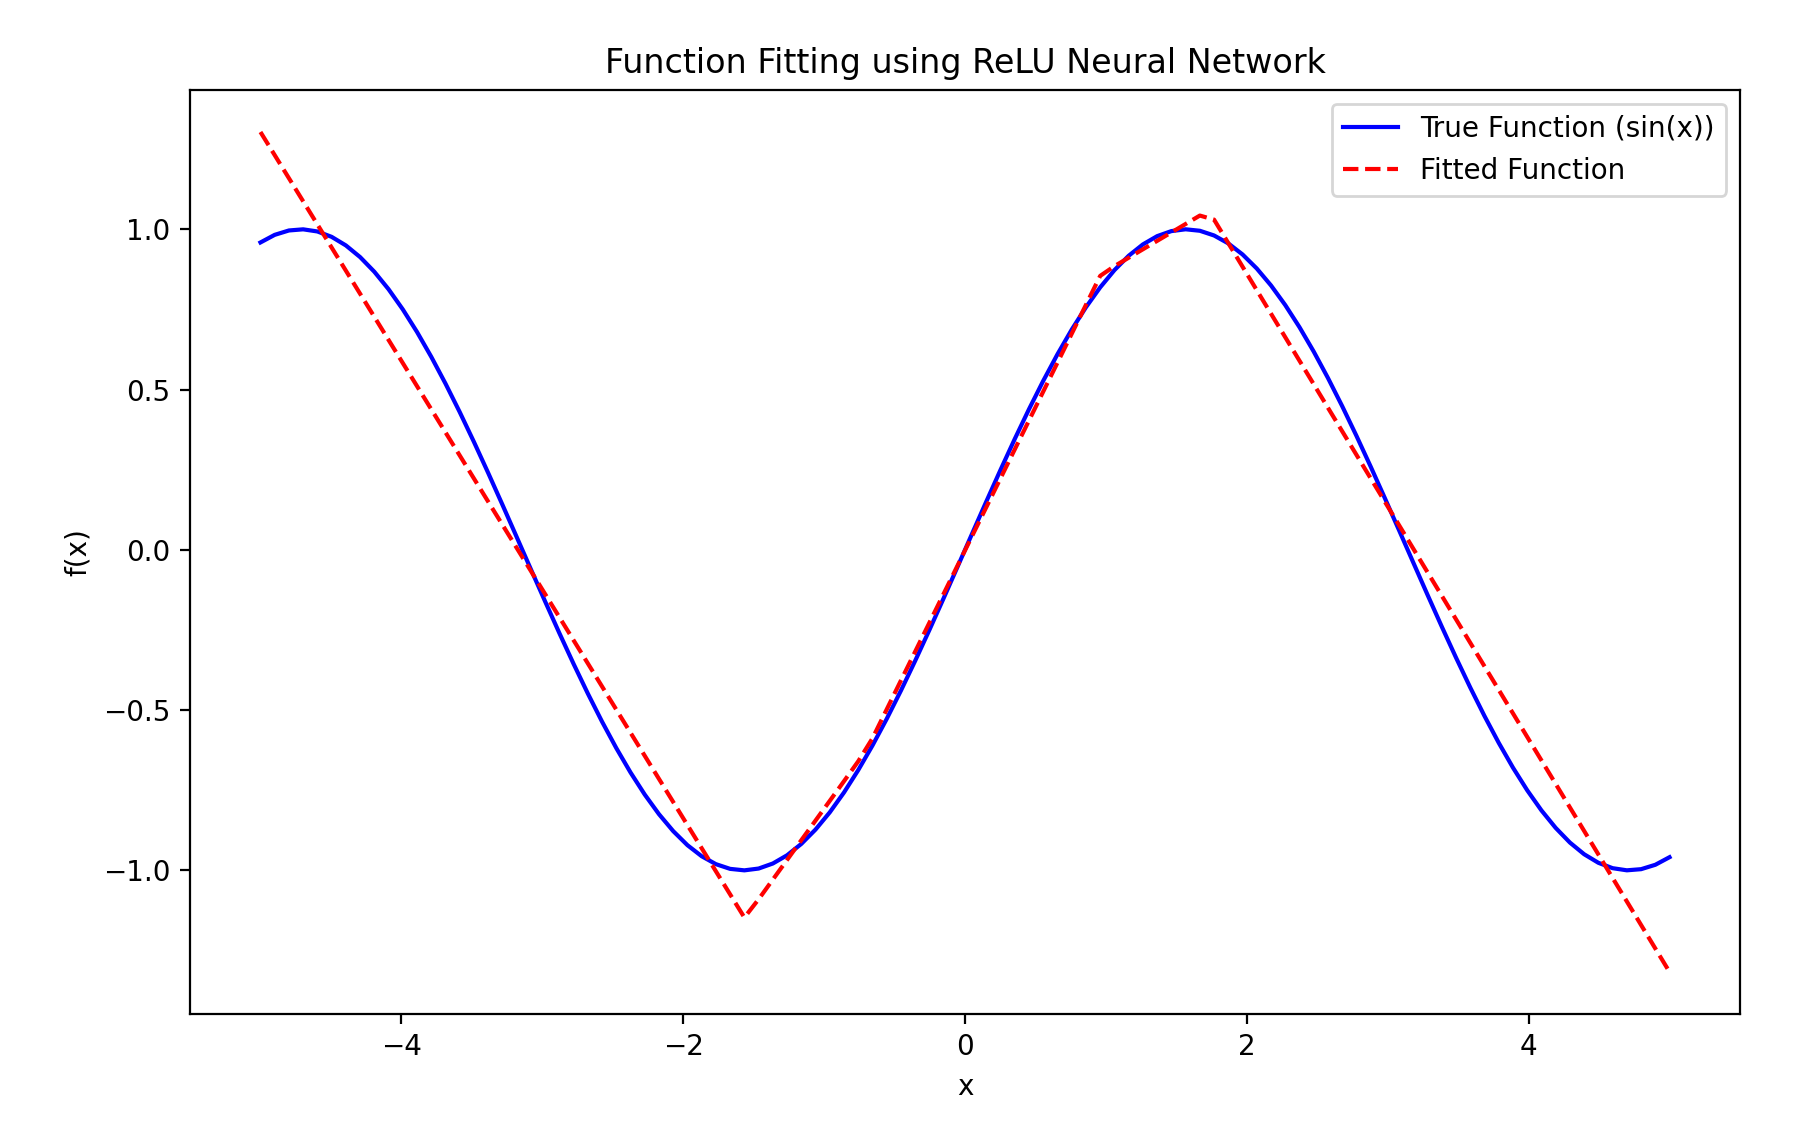 Function Fitting using ReLU Neural Network
True Function (sin(x))
Fitted Function
1.0
0.5
0.0
−0.5
−1.0
f(x)
−4
−2
0
2
4
x